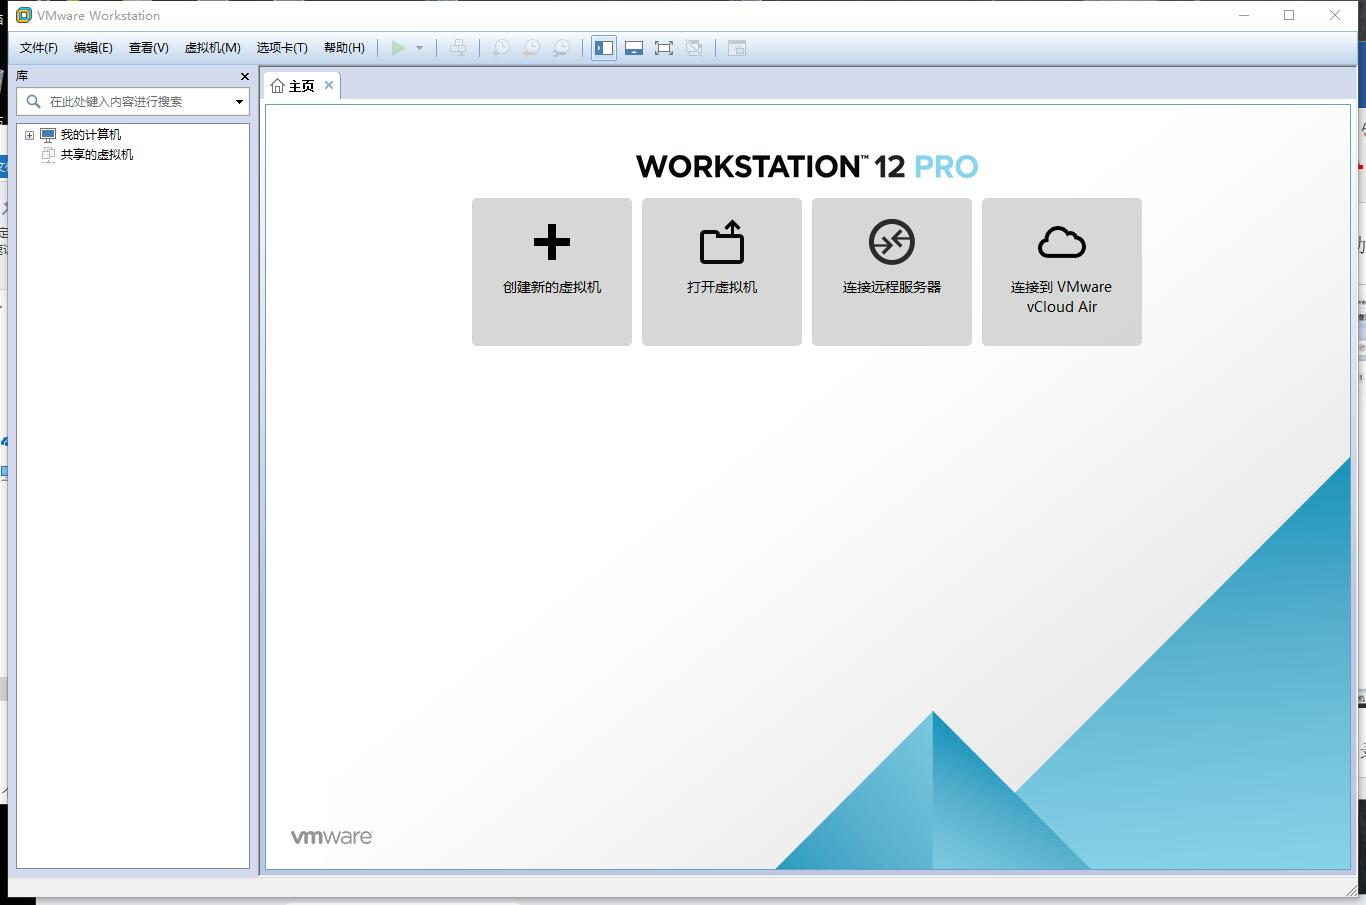 VMware Workstation
文件(F) 编辑(E) 查看(V) 虚拟机(M) 选项卡(T) 帮助(H)
库
在此处键入内容进行搜索
我的计算机
共享的虚拟机
主页
WORKSTATION™ 12 PRO
创建新的虚拟机
打开虚拟机
连接远程服务器
连接到 VMware
vCloud Air
vmware